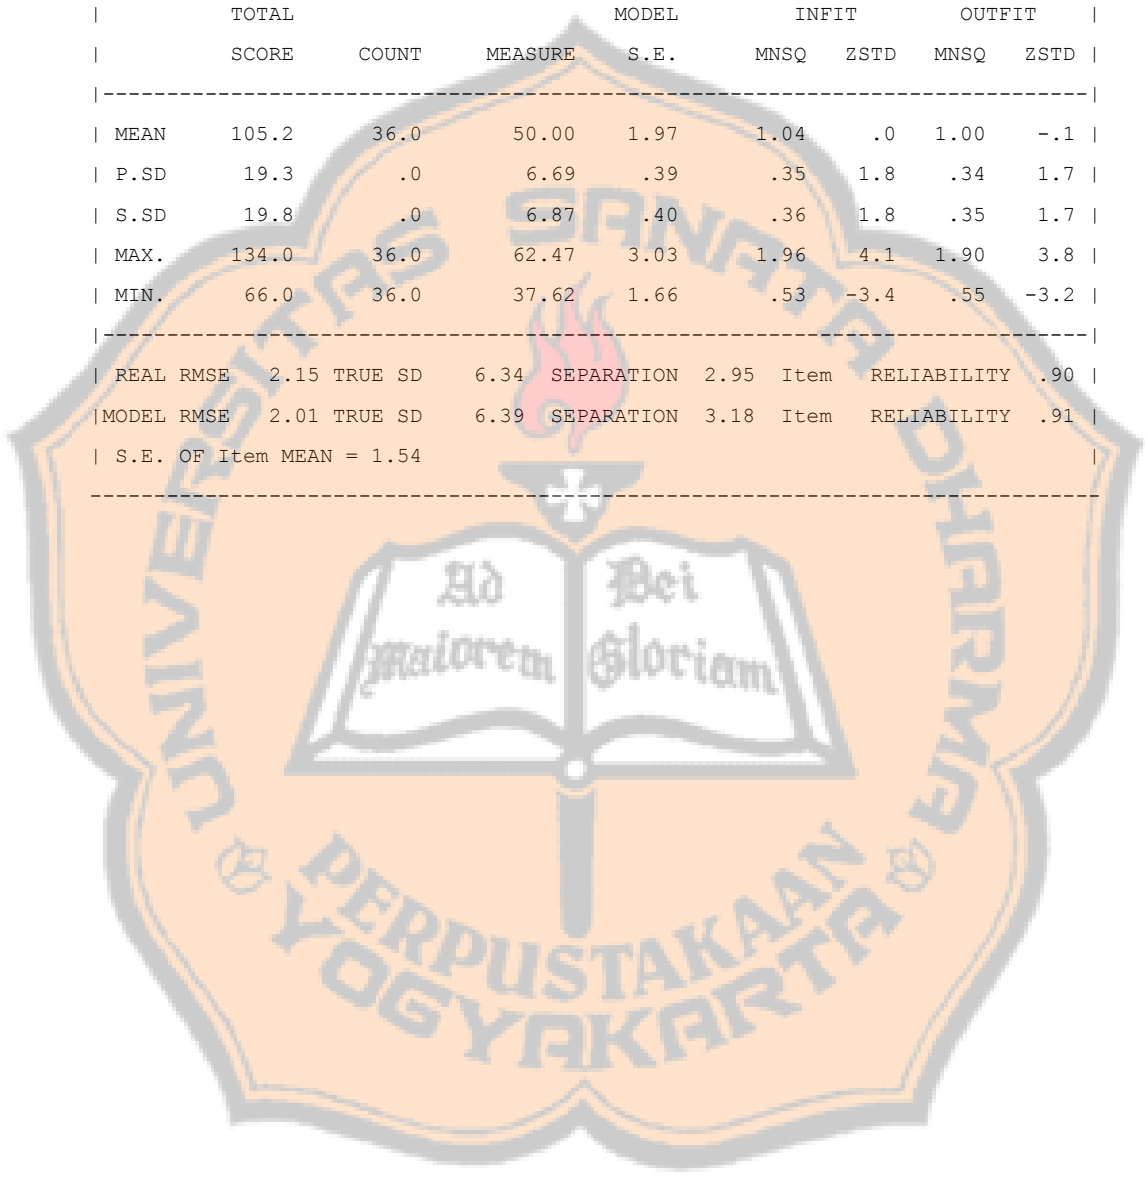 |          TOTAL                         MODEL         INFIT        OUTFIT    |
|          SCORE     COUNT     MEASURE    S.E.      MNSQ   ZSTD   MNSQ   ZSTD |
|-----------------------------------------------------------------------------|
| MEAN     105.2      36.0       50.00    1.97      1.04     .0   1.00    -.1 |
| P.SD      19.3        .0        6.69     .39       .35    1.8    .34    1.7 |
| S.SD      19.8        .0        6.87     .40       .36    1.8    .35    1.7 |
| MAX.     134.0      36.0       62.47    3.03      1.96    4.1   1.90    3.8 |
| MIN.      66.0      36.0       37.62    1.66       .53   -3.4    .55   -3.2 |
|-----------------------------------------------------------------------------|
| REAL RMSE   2.15 TRUE SD    6.34  SEPARATION  2.95  Item   RELIABILITY  .90 |
|MODEL RMSE   2.01 TRUE SD    6.39  SEPARATION  3.18  Item   RELIABILITY  .91 |
| S.E. OF Item MEAN = 1.54                                                    |
-------------------------------------------------------------------------------
UNIVERSITAS SANATA DHARMA
Ad Dei
Maiorem Gloriam
PERPUSTAKAAN
YOGYAKARTA